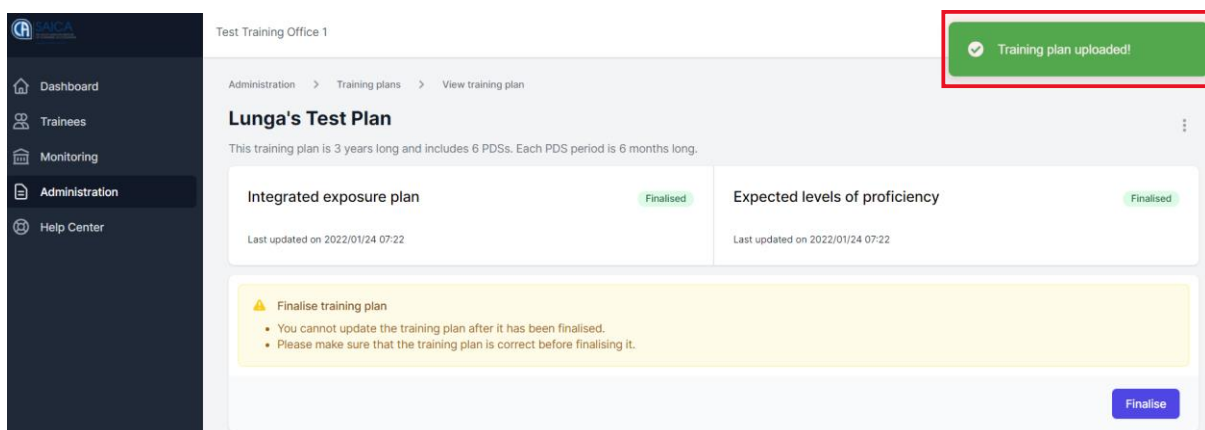 SAICA
Test Training Office 1
Training plan uploaded!
Dashboard
Trainees
Monitoring
Administration
Help Center
Administration > Training plans > View training plan
Lunga's Test Plan
This training plan is 3 years long and includes 6 PDSs. Each PDS period is 6 months long.
Integrated exposure plan
Finalised
Last updated on 2022/01/24 07:22
Expected levels of proficiency
Finalised
Last updated on 2022/01/24 07:22
Finalise training plan
• You cannot update the training plan after it has been finalised.
• Please make sure that the training plan is correct before finalising it.
Finalise